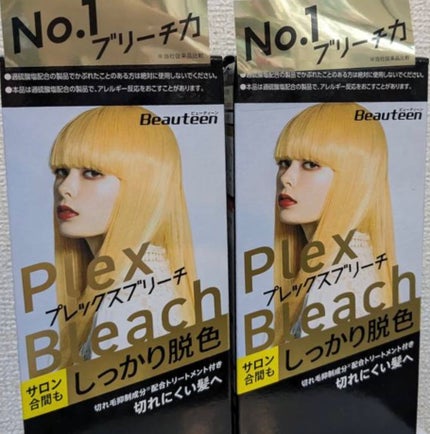 No.1
ブリーチ力
※当社従来品比較
●過硫酸塩配合の製品でかぶれたことのある方は絶対に使用しないでください。
●本品は過硫酸塩配合の製品で、アレルギー反応をおこすことがあります。
ビューティーン
Beauteen
Plex
プレックスブリーチ
Bleach
サロン
合間も
しっかり脱色
切れ毛抑制成分※配合トリートメント付き
切れにくい髪へ
No.1
ブリーチ力
※当社従来品比較
●過硫酸塩配合の製品でかぶれたことのある方は絶対に使用しないでください。
●本品は過硫酸塩配合の製品で、アレルギー反応をおこすことがあります。
ビューティーン
Beauteen
Plex
プレックスブリーチ
Bleach
サロン
合間も
しっかり脱色
切れ毛抑制成分※配合トリートメント付き
切れにくい髪へ